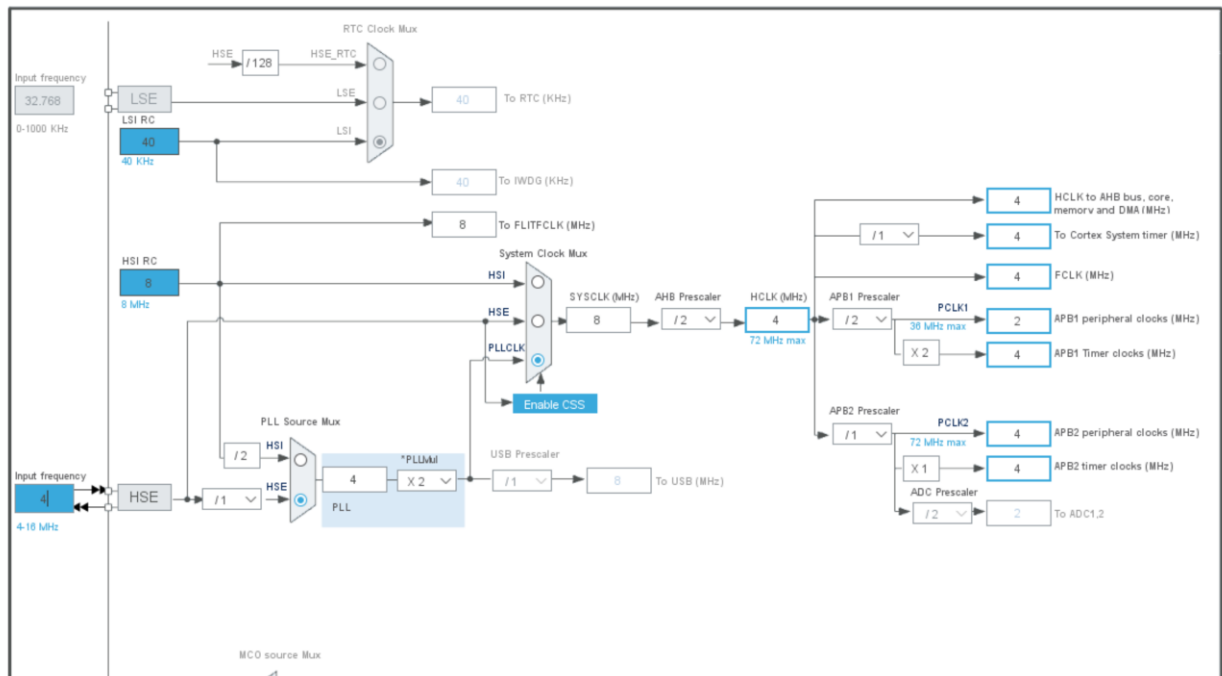 RTC Clock Mux
HSE
/128
HSE_RTC
Input frequency
32.768
LSE
LSE
40
To RTC (KHz)
0-1000 KHz
LSI RC
40
LSI
40 KHz
40
To IWDG (KHz)
8
To FLITFCLK (MHz)
HSI RC
8
8 MHz
System Clock Mux
HSI
HSE
PLLCLK
SYSCLK (MHz)
8
AHB Prescaler
/ 2
HCLK (MHz)
4
72 MHz max
4
HCLK to AHB bus, core,
memory and DMA (MHz)
/ 1
4
To Cortex System timer (MHz)
4
FCLK (MHz)
APB1 Prescaler
/ 2
PCLK1
36 MHz max
2
APB1 peripheral clocks (MHz)
X 2
4
APB1 Timer clocks (MHz)
Enable CSS
APB2 Prescaler
/ 1
PCLK2
72 MHz max
4
APB2 peripheral clocks (MHz)
X 1
4
APB2 timer clocks (MHz)
ADC Prescaler
/ 2
2
To ADC1,2
PLL Source Mux
/ 2
HSI
Input frequency
4
4-16 MHz
HSE
/ 1
HSE
4
*PLLMul
X 2
PLL
USB Prescaler
/ 1
8
To USB (MHz)
MCO source Mux